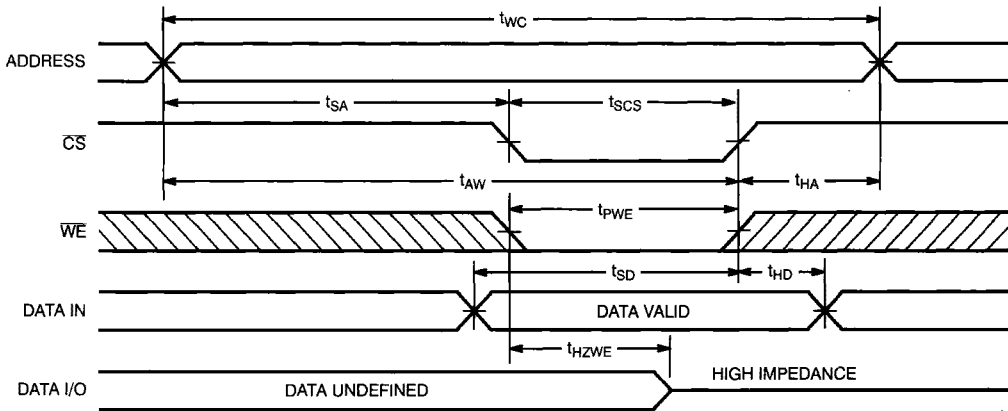 tWC
ADDRESS
tSA
tSCS
CS
tAW
tHA
tPWE
WE
tSD
tHD
DATA IN
DATA VALID
tHZWE
DATA I/O
DATA UNDEFINED
HIGH IMPEDANCE